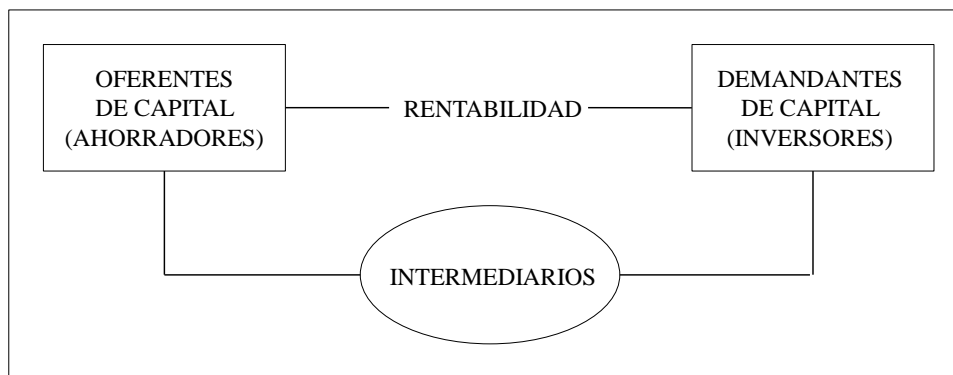 OFERENTES
DE CAPITAL
(AHORRADORES)
RENTABILIDAD
DEMANDANTES
DE CAPITAL
(INVERSORES)
INTERMEDIARIOS